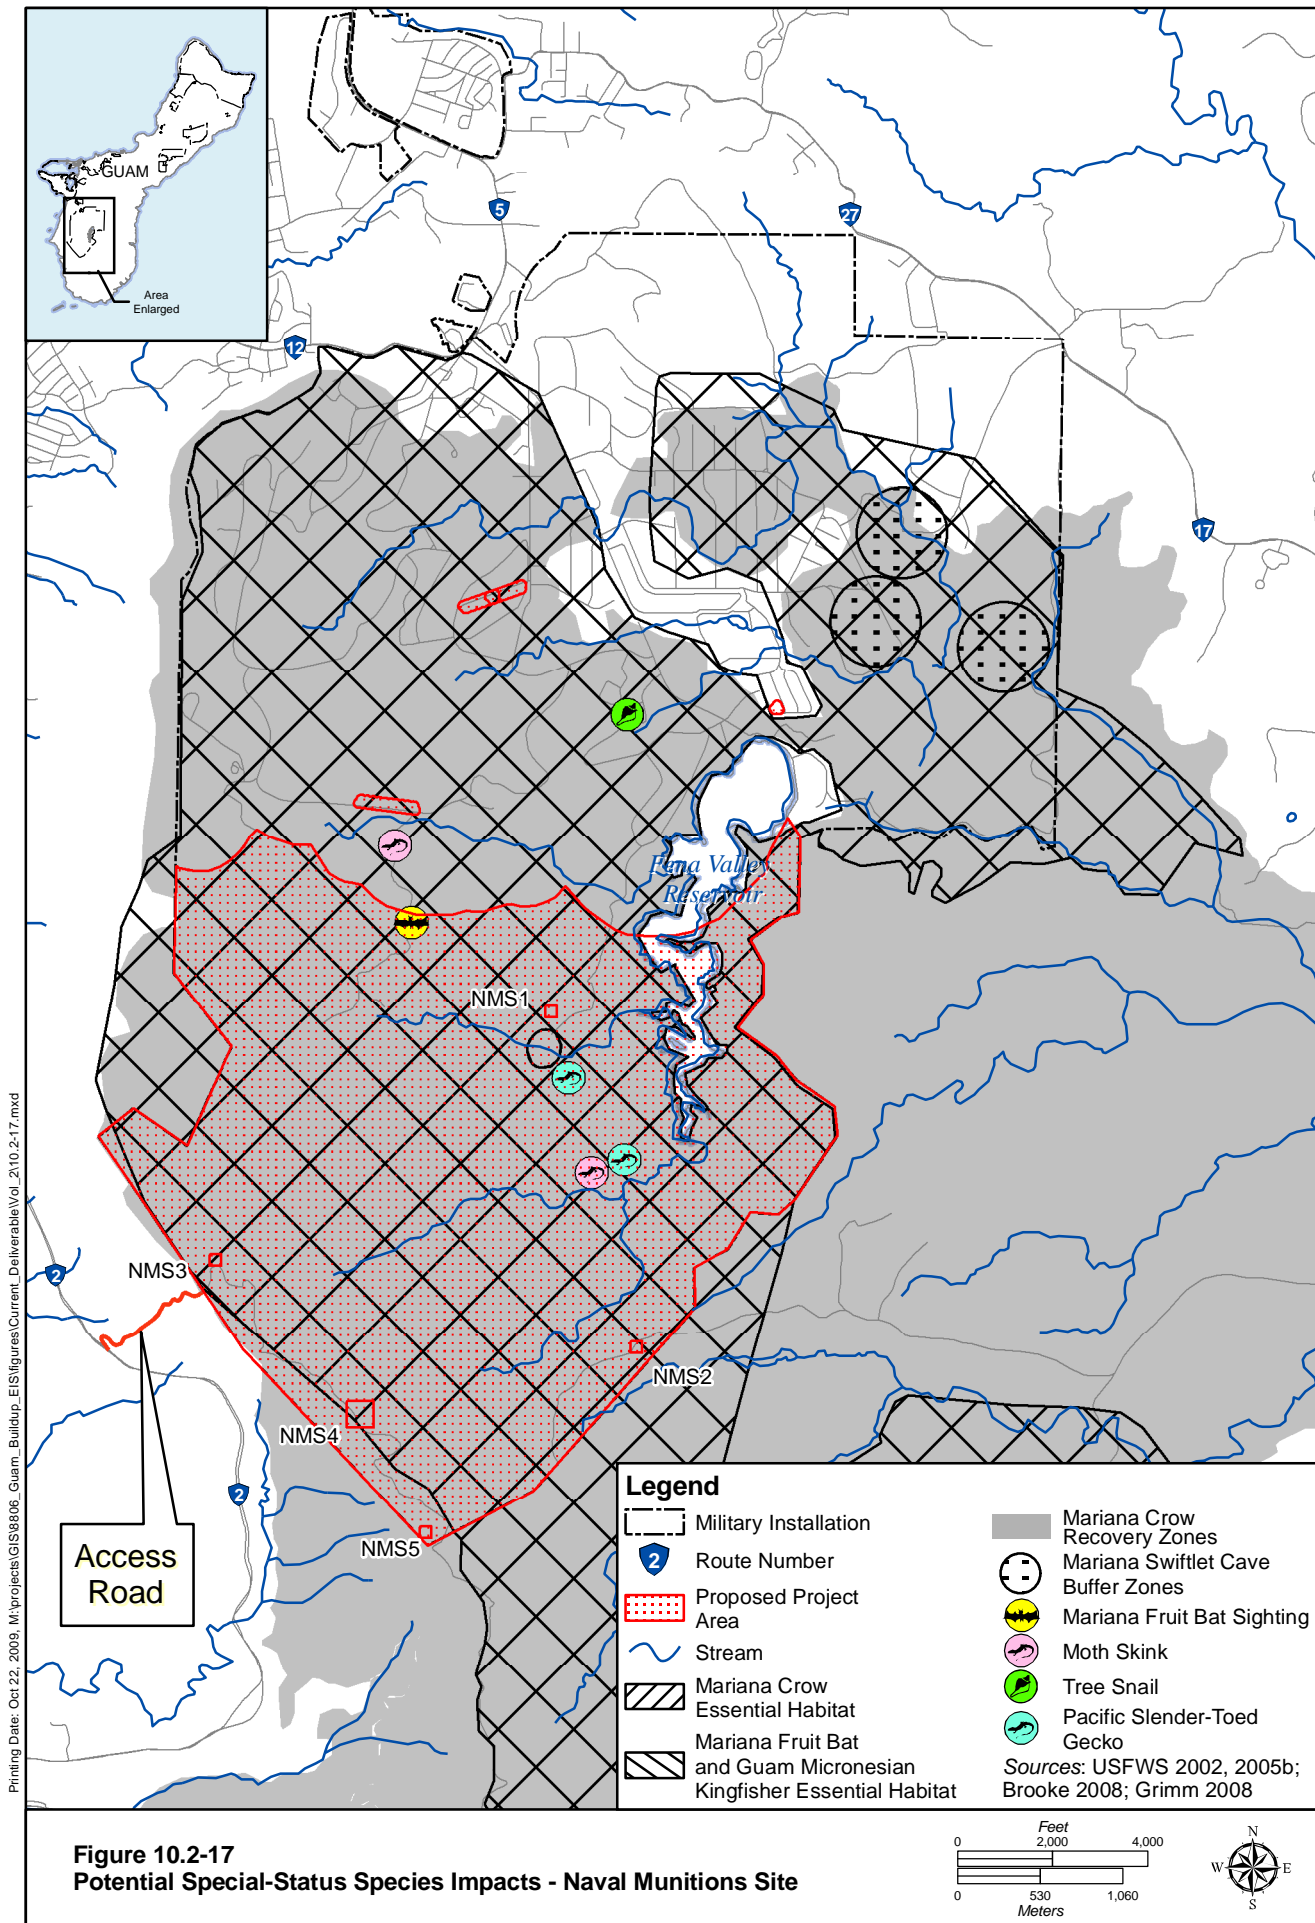 GUAM
Area
Enlarged
5
27
12
17
Fena Valley
Reservoir
NMS1
NMS3
2
NMS2
NMS4
2
NMS5
Access
Road
Legend
Military Installation
2
Route Number
Proposed Project
Area
Stream
Mariana Crow
Essential Habitat
Mariana Fruit Bat
and Guam Micronesian
Kingfisher Essential Habitat
Mariana Crow
Recovery Zones
Mariana Swiftlet Cave
Buffer Zones
Mariana Fruit Bat Sighting
Moth Skink
Tree Snail
Pacific Slender-Toed
Gecko
Sources: USFWS 2002, 2005b;
Brooke 2008; Grimm 2008
Printing Date: Oct 22, 2009, M:\projects\GIS\8806_Guam_Buildup_EIS\figures\Current_Deliverable\Vol_2\10.2-17.mxd
Figure 10.2-17
Potential Special-Status Species Impacts - Naval Munitions Site
Feet
0 2,000 4,000
0 530 1,060
Meters
N
W E
S